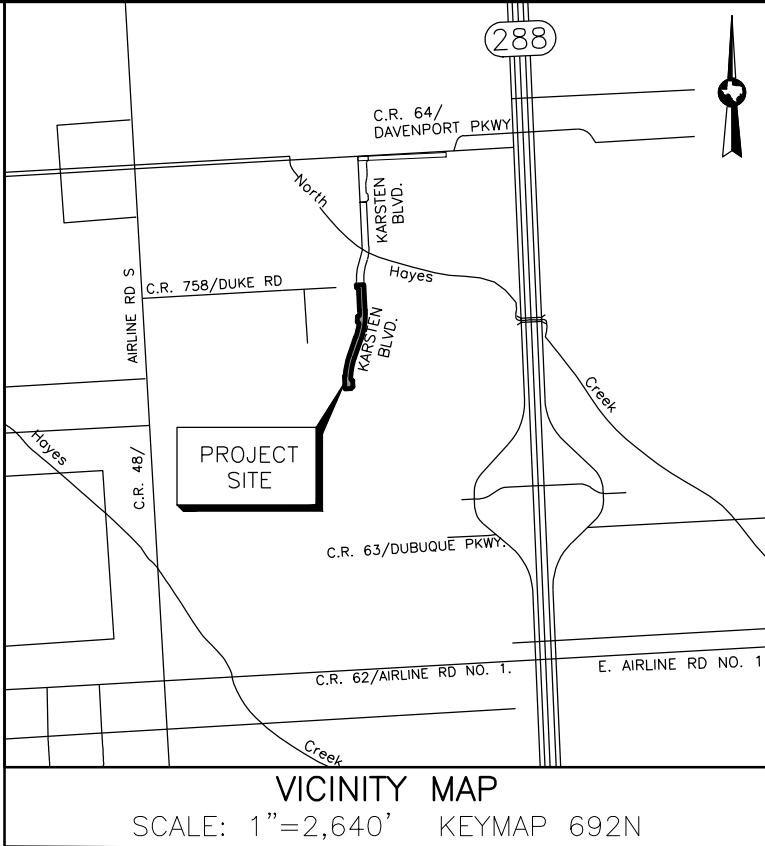 288
C.R. 64/
DAVENPORT PKWY
North
KARSTEN
BLVD.
Hayes
C.R. 758/DUKE RD
AIRLINE RD S
KARSTEN
BLVD.
Creek
Hayes
PROJECT
SITE
C.R. 48/
C.R. 63/DUBUQUE PKWY.
C.R. 62/AIRLINE RD NO. 1.
E. AIRLINE RD NO. 1
Creek
VICINITY MAP
SCALE: 1"=2,640' KEYMAP 692N